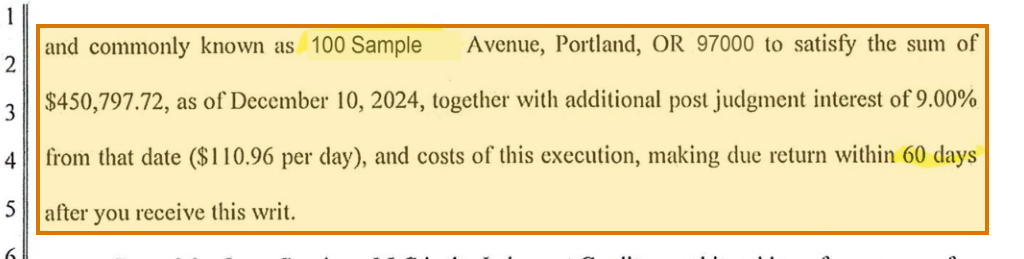 1
and commonly known as 100 Sample Avenue, Portland, OR 97000 to satisfy the sum of
2
$450,797.72, as of December 10, 2024, together with additional post judgment interest of 9.00%
3
from that date ($110.96 per day), and costs of this execution, making due return within 60 days
4
after you receive this writ.
5
6